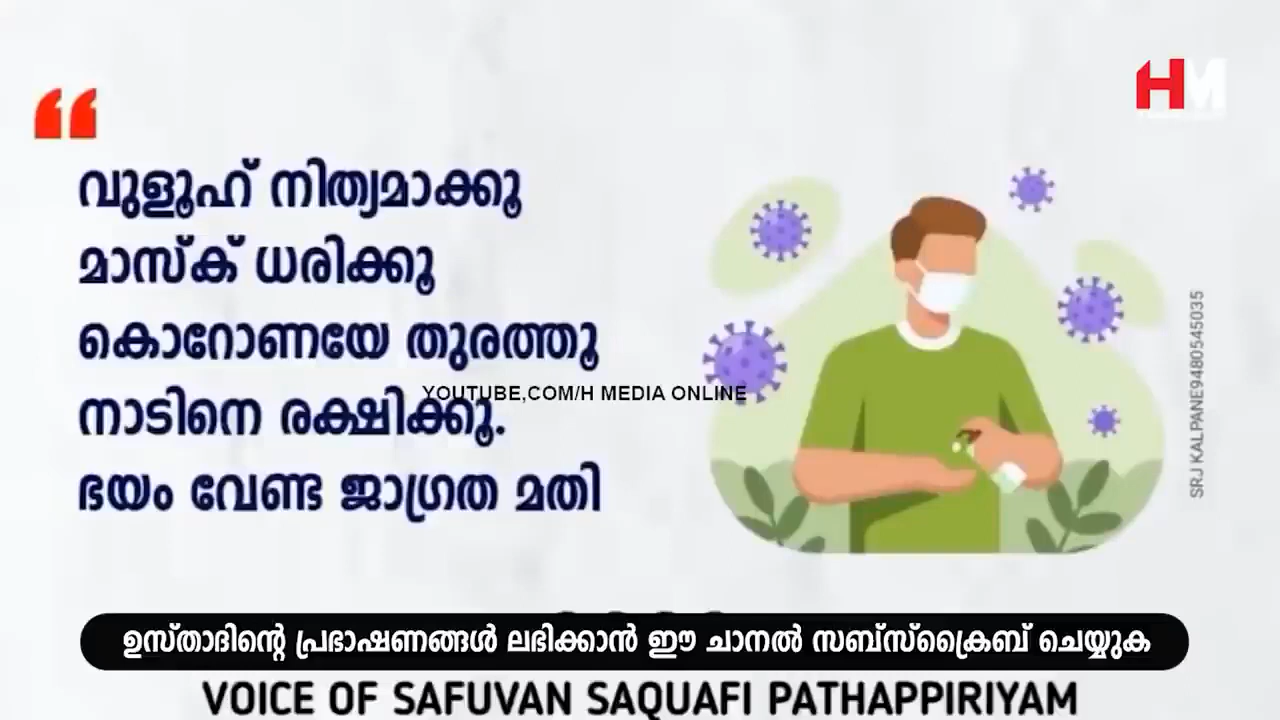 HM
“
വുളൂഹ് നിത്യമാക്കൂ
മാസ്ക് ധരിക്കൂ
കൊറോണയേ തുരത്തൂ
നാടിനെ രക്ഷിക്കൂ.
ഭയം വേണ്ട ജാഗ്രത മതി
YOUTUBE,COM/H MEDIA ONLINE
SRJ KALPANE9480545035
ഉസ്താദിന്റെ പ്രഭാഷണങ്ങൾ ലഭിക്കാൻ ഈ ചാനൽ സബ്സ്ക്രൈബ് ചെയ്യുക
VOICE OF SAFUVAN SAQUAFI PATHAPPIRIYAM